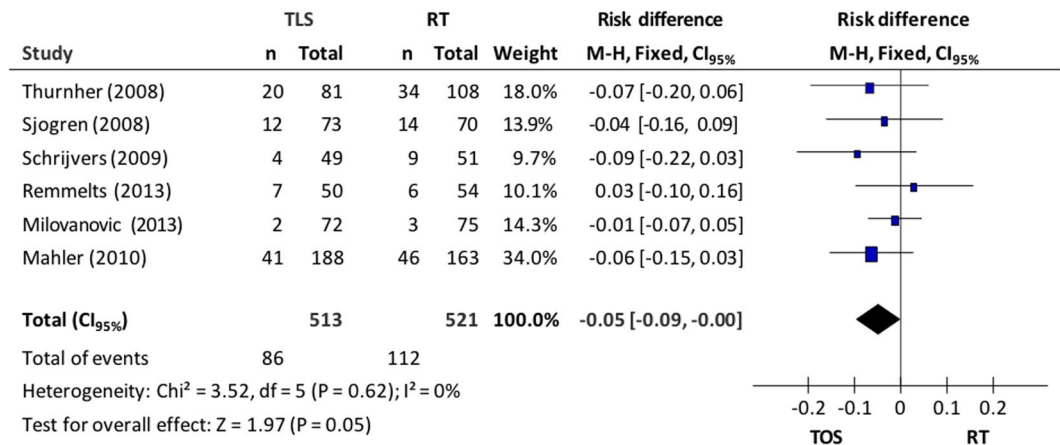 TLS RT Risk difference Risk difference
Study n Total n Total Weight M-H, Fixed, CI95% M-H, Fixed, CI95%
Thurnher (2008) 20 81 34 108 18.0% -0.07 [-0.20, 0.06]
Sjogren (2008) 12 73 14 70 13.9% -0.04 [-0.16, 0.09]
Schrijvers (2009) 4 49 9 51 9.7% -0.09 [-0.22, 0.03]
Remmelts (2013) 7 50 6 54 10.1% 0.03 [-0.10, 0.16]
Milovanovic (2013) 2 72 3 75 14.3% -0.01 [-0.07, 0.05]
Mahler (2010) 41 188 46 163 34.0% -0.06 [-0.15, 0.03]
Total (CI95%) 513 521 100.0% -0.05 [-0.09, -0.00]
Total of events 86 112
Heterogeneity: Chi² = 3.52, df = 5 (P = 0.62); I² = 0%
-0.2 -0.1 0 0.1 0.2
Test for overall effect: Z = 1.97 (P = 0.05)
TOS RT